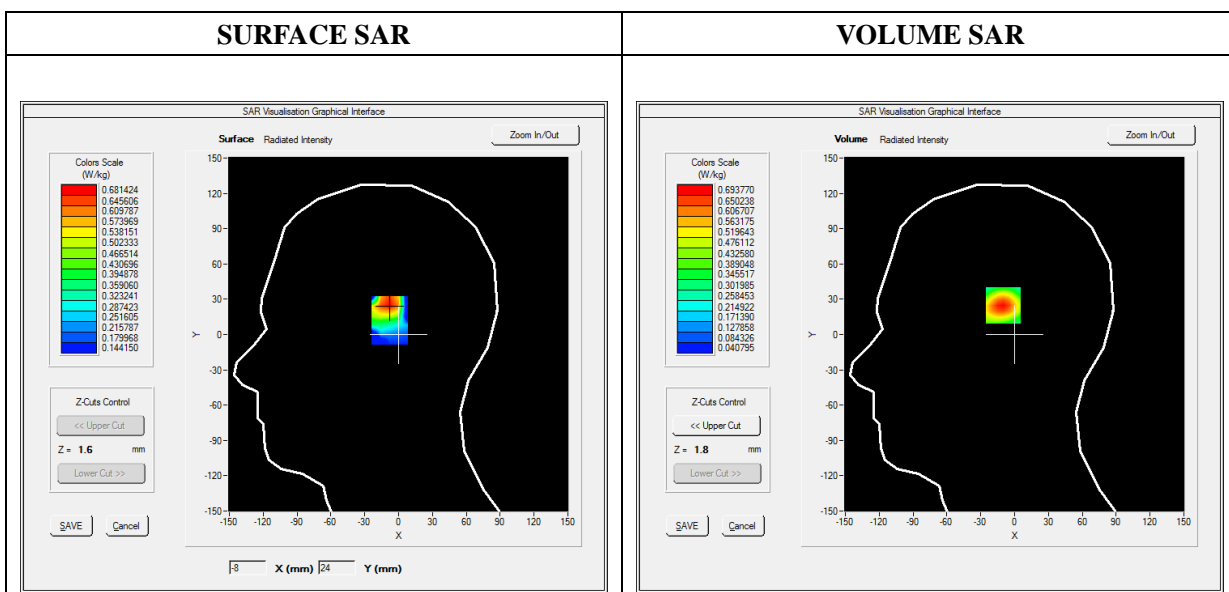 SURFACE SAR
VOLUME SAR
SAR Visualisation Graphical Interface
Surface Radiated Intensity
Zoom In/Out
Colors Scale
(W/kg)
0.681424
0.645606
0.609787
0.573969
0.538151
0.502333
0.466514
0.430696
0.394878
0.359060
0.323241
0.287423
0.251605
0.215787
0.179968
0.144150
Z-Cuts Control
<< Upper Cut
Z = 1.6 mm
Lower Cut >>
SAVE Cancel
150
120
90
60
30
0
-30
-60
-90
-120
-150
Y
-150 -120 -90 -60 -30 0 30 60 90 120 150
X
-8 X (mm) 24 Y (mm)
SAR Visualisation Graphical Interface
Volume Radiated Intensity
Zoom In/Out
Colors Scale
(W/kg)
0.693770
0.650238
0.606707
0.563175
0.519643
0.476112
0.432580
0.389048
0.345517
0.301985
0.258453
0.214922
0.171390
0.127858
0.084326
0.040795
Z-Cuts Control
<< Upper Cut
Z = 1.8 mm
Lower Cut >>
SAVE Cancel
150
120
90
60
30
0
-30
-60
-90
-120
-150
Y
-150 -120 -90 -60 -30 0 30 60 90 120 150
X